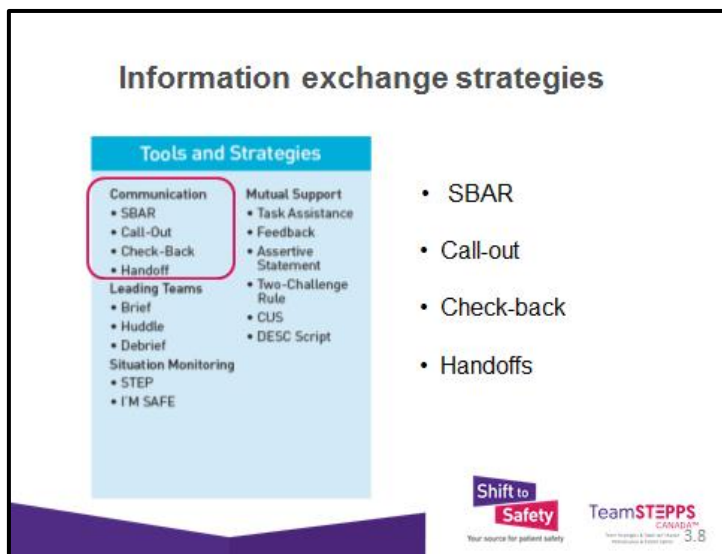 Information exchange strategies
Tools and Strategies
Communication
• SBAR
• Call-Out
• Check-Back
• Handoff
Leading Teams
• Brief
• Huddle
• Debrief
Situation Monitoring
• STEP
• I'M SAFE
Mutual Support
• Task Assistance
• Feedback
• Assertive
Statement
• Two-Challenge
Rule
• CUS
• DESC Script
• SBAR
• Call-out
• Check-back
• Handoffs
Shift to
Safety
Your source for patient safety
TeamSTEPPS
CANADA™
3.8